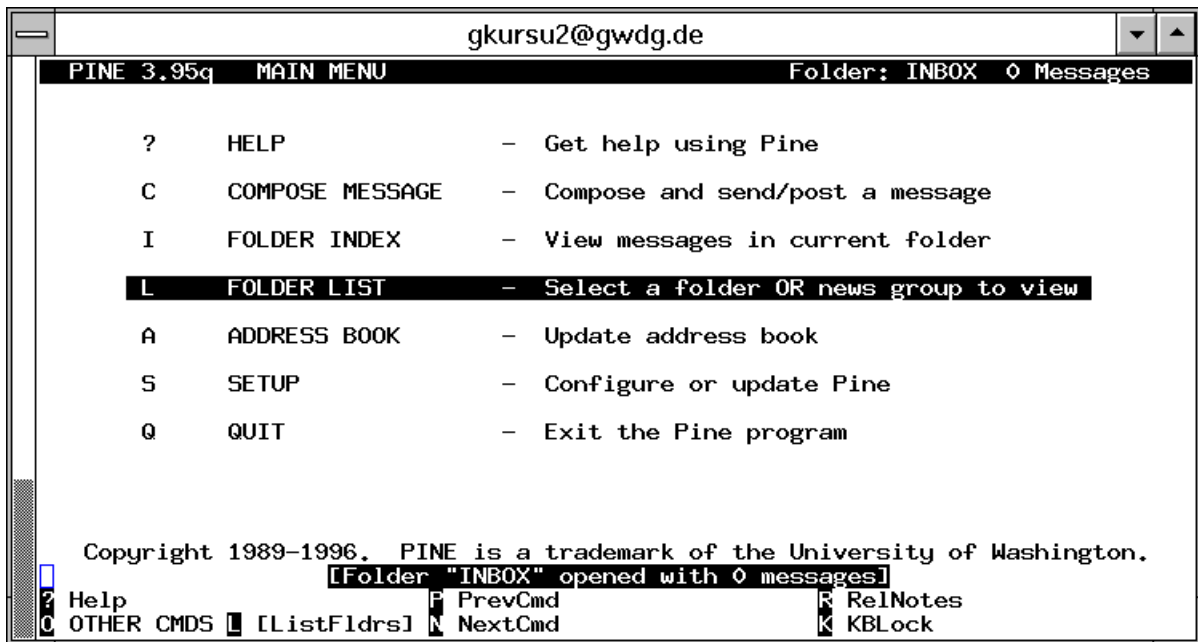 gkursu2@gwdg.de
PINE 3.95q   MAIN MENU   Folder: INBOX  0 Messages
?   HELP   -  Get help using Pine
C   COMPOSE MESSAGE   -  Compose and send/post a message
I   FOLDER INDEX   -  View messages in current folder
L   FOLDER LIST   -  Select a folder OR news group to view
A   ADDRESS BOOK   -  Update address book
S   SETUP   -  Configure or update Pine
Q   QUIT   -  Exit the Pine program
Copyright 1989-1996.  PINE is a trademark of the University of Washington.
[Folder "INBOX" opened with 0 messages]
? Help   P PrevCmd   R RelNotes
O OTHER CMDS L [ListFldrs] N NextCmd   K KBLock